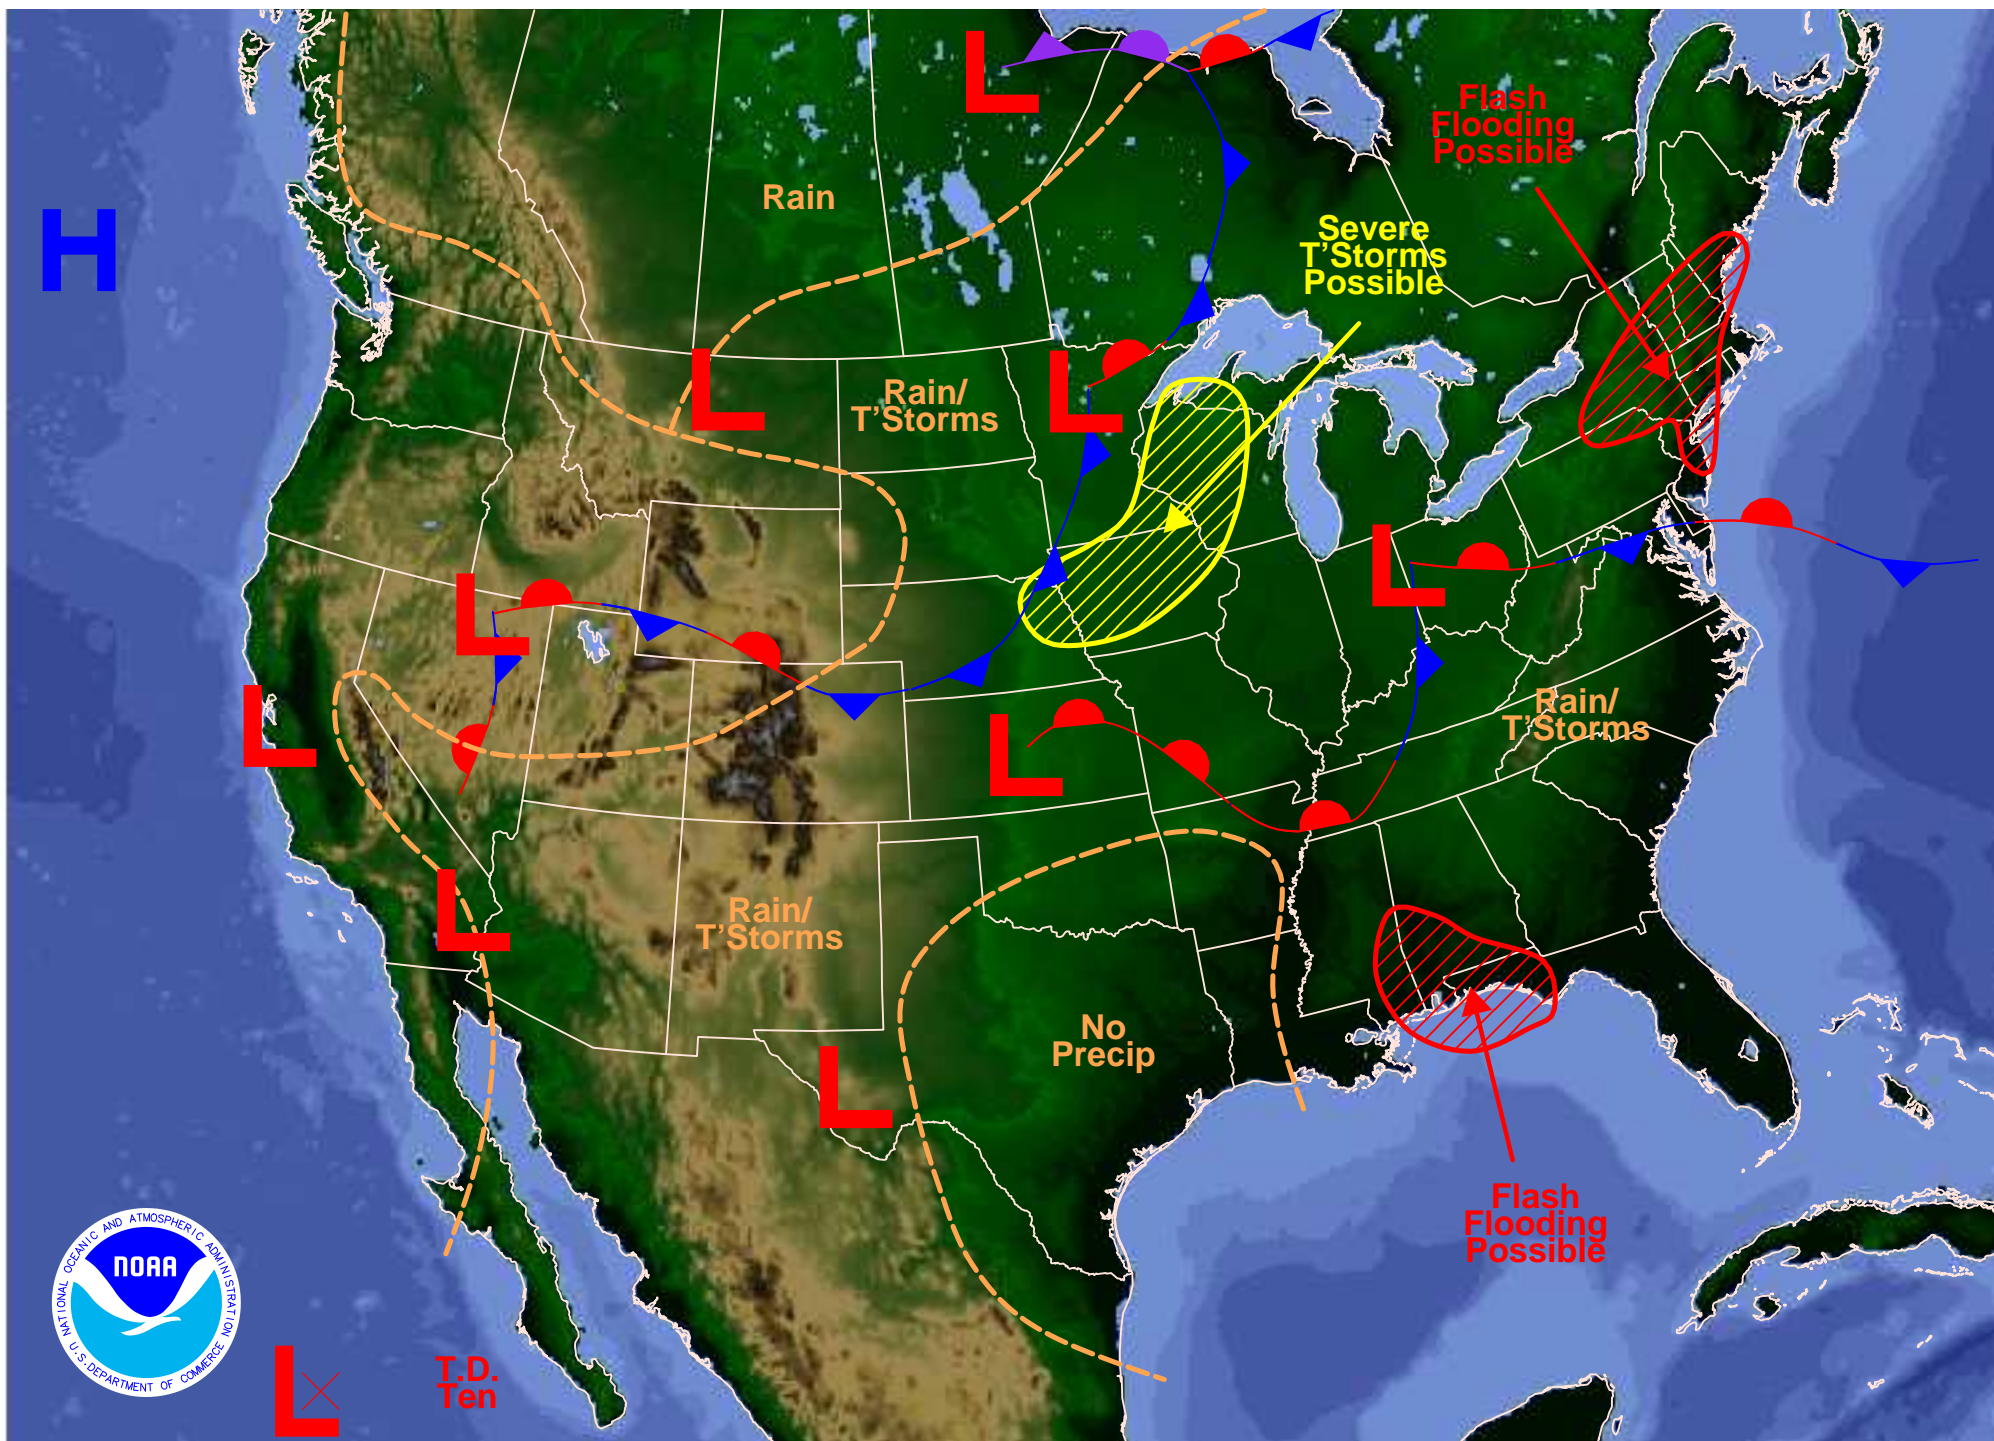 Flash
Flooding
Possible
Rain
H
L
Severe
T'Storms
Possible
L
L
Rain/
T'Storms
L
L
L
Rain/
T'Storms
L
L
L
Rain/
T'Storms
No
Precip
L
Flash
Flooding
Possible
NATIONAL OCEANIC AND ATMOSPHERIC ADMINISTRATION
NOAA
U.S. DEPARTMENT OF COMMERCE
L
T.D.
Ten